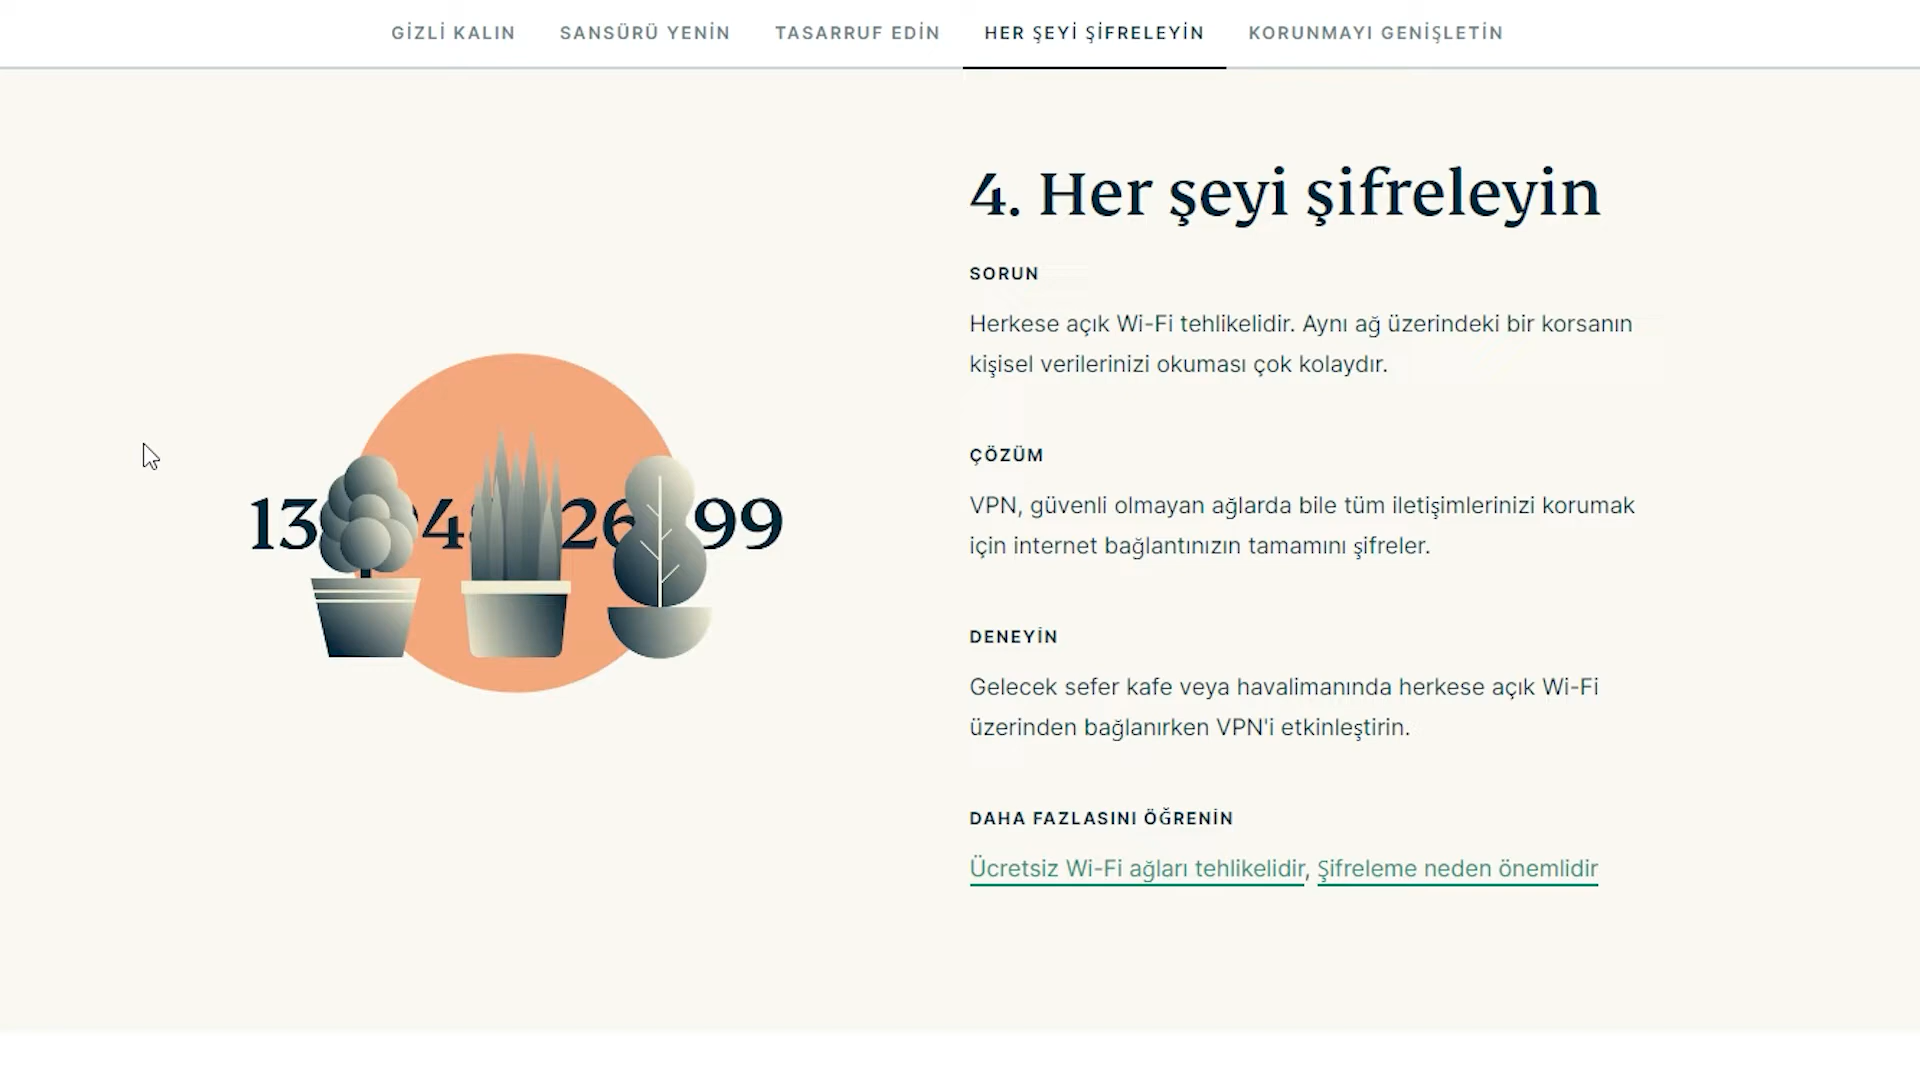 GİZLİ KALIN
SANSÜRÜ YENİN
TASARRUF EDİN
HER ŞEYİ ŞİFRELEYİN
KORUNMAYI GENİŞLETİN
4. Her şeyi şifreleyin
SORUN
Herkese açık Wi-Fi tehlikelidir. Aynı ağ üzerindeki bir korsanın
kişisel verilerinizi okuması çok kolaydır.
ÇÖZÜM
VPN, güvenli olmayan ağlarda bile tüm iletişimlerinizi korumak
için internet bağlantınızın tamamını şifreler.
DENEYİN
Gelecek sefer kafe veya havalimanında herkese açık Wi-Fi
üzerinden bağlanırken VPN'i etkinleştirin.
DAHA FAZLASINI ÖĞRENİN
Ücretsiz Wi-Fi ağları tehlikelidir, Şifreleme neden önemlidir